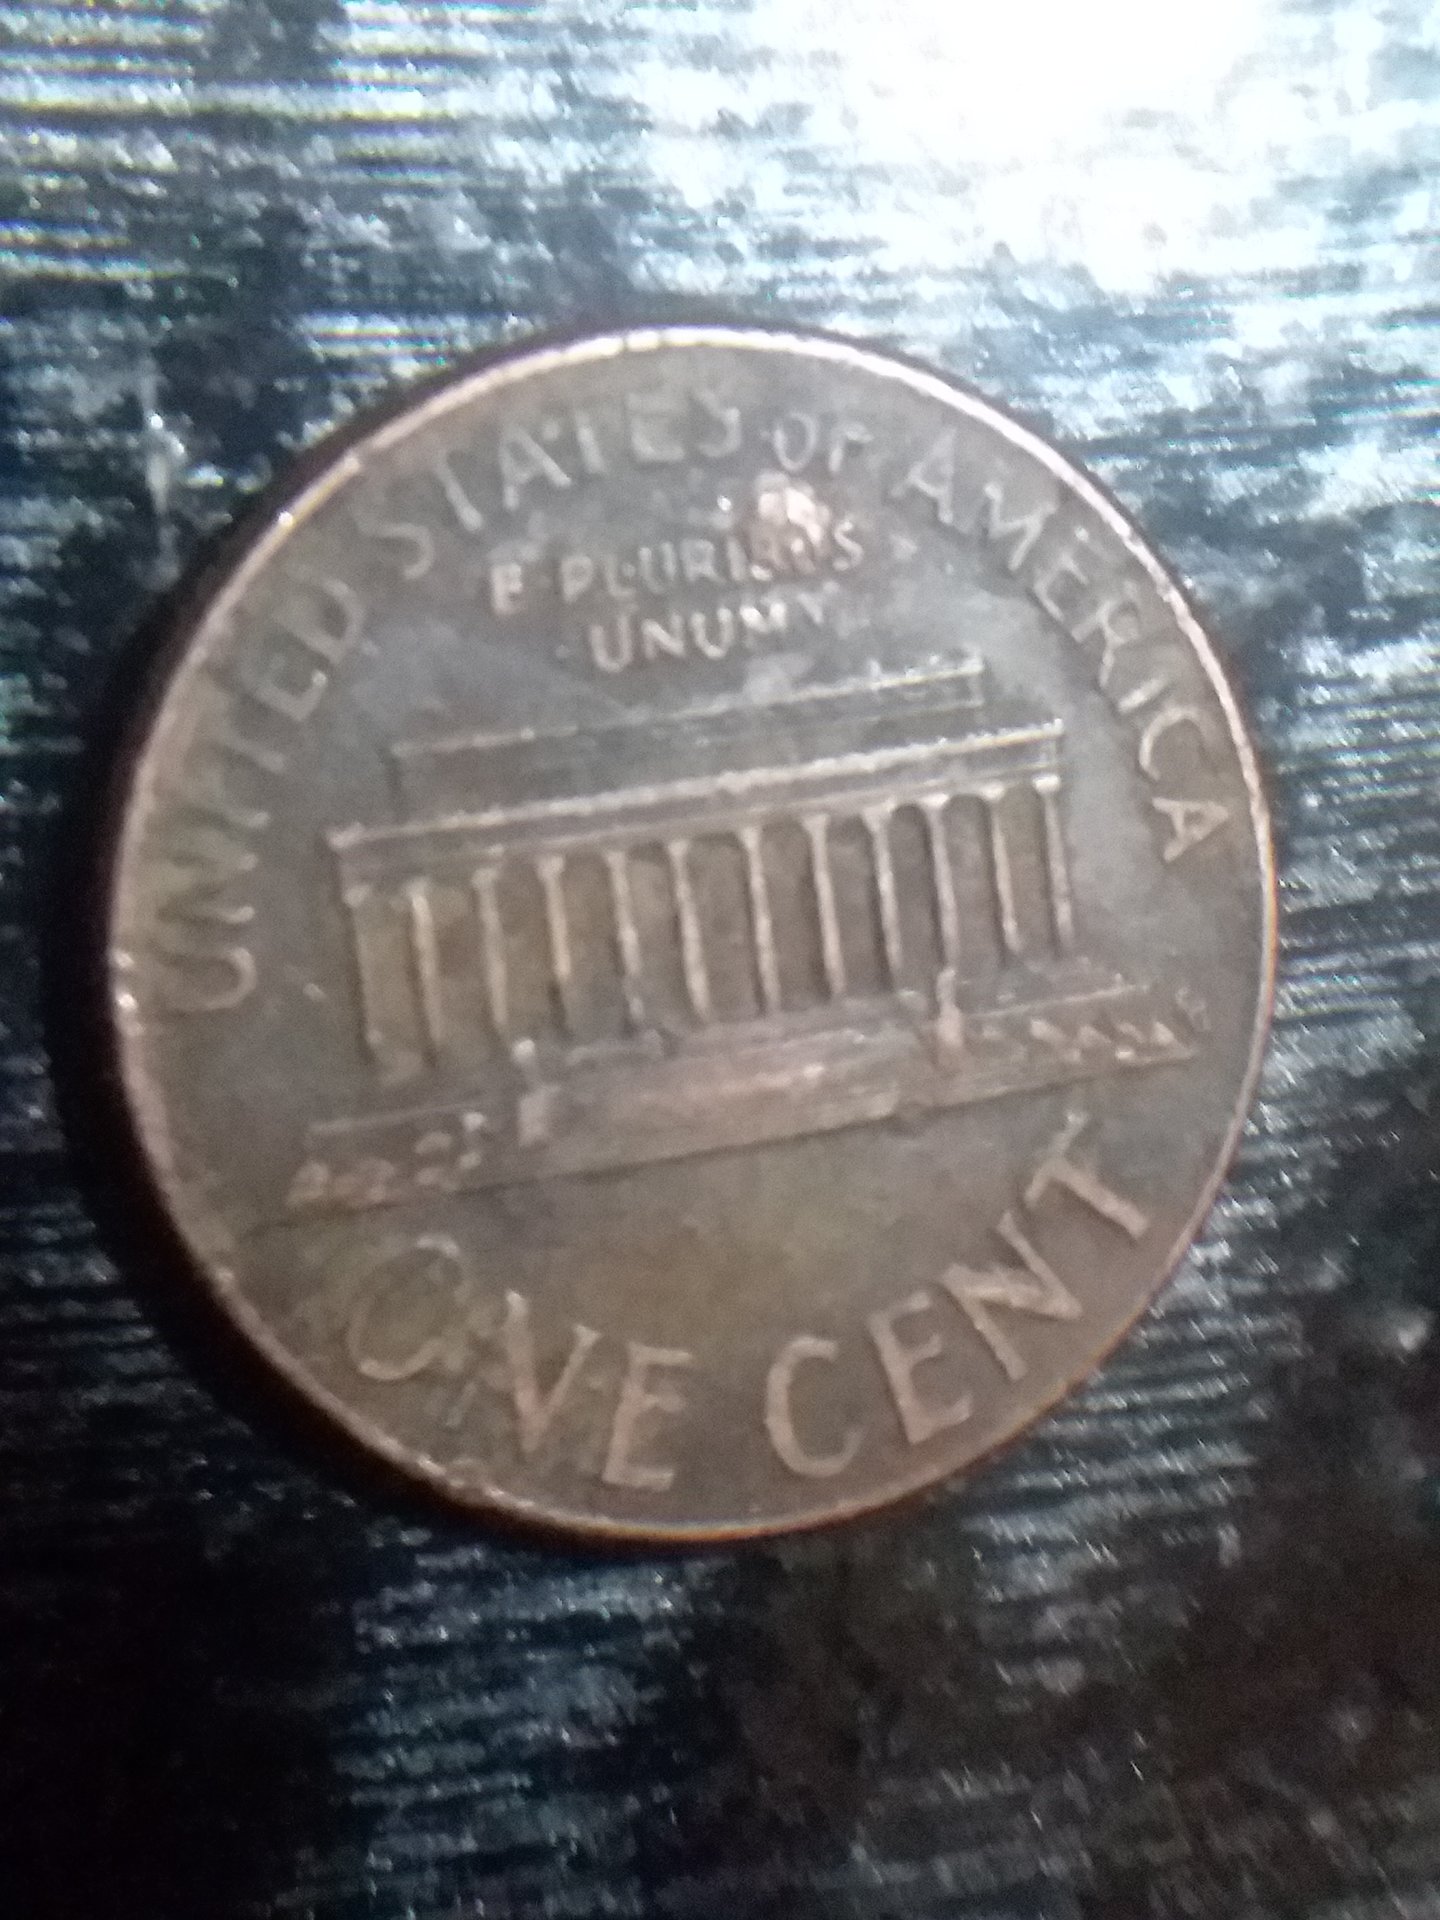 UNITED STATES OF AMERICA
E PLURIBUS
UNUM
ONE CENT